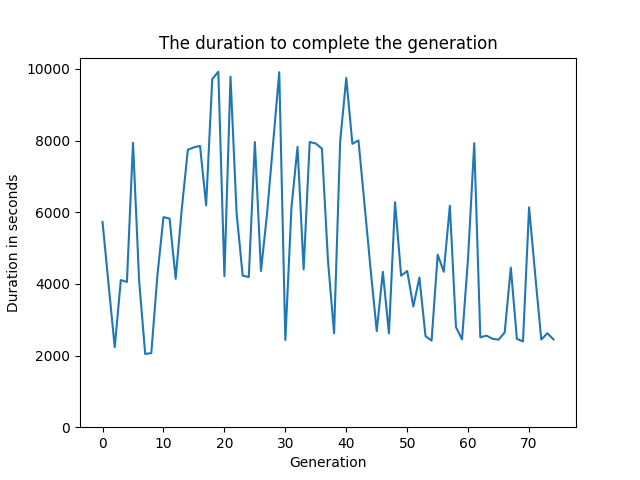 The duration to complete the generation
Duration in seconds
10000
8000
6000
4000
2000
0
0 10 20 30 40 50 60 70
Generation